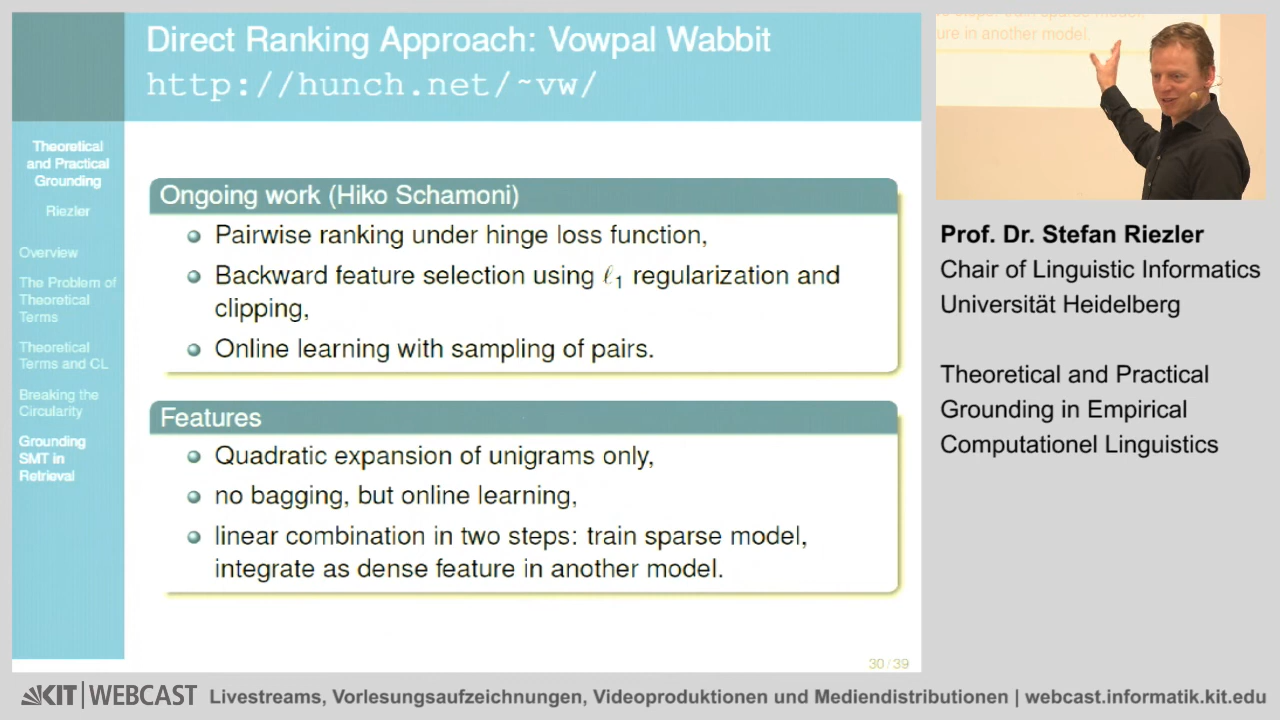 Direct Ranking Approach: Vowpal Wabbit
http://hunch.net/~vw/
Theoretical
and Practical
Grounding
Riezler
Overview
The Problem of
Theoretical
Terms
Theoretical
Terms and CL
Breaking the
Circularity
Grounding
SMT in
Retrieval
Ongoing work (Hiko Schamoni)
Pairwise ranking under hinge loss function,
Backward feature selection using ℓ1 regularization and
clipping,
Online learning with sampling of pairs.
Features
Quadratic expansion of unigrams only,
no bagging, but online learning,
linear combination in two steps: train sparse model,
integrate as dense feature in another model.
30 / 39
ure in another model.
Prof. Dr. Stefan Riezler
Chair of Linguistic Informatics
Universität Heidelberg
Theoretical and Practical
Grounding in Empirical
Computationel Linguistics
KIT WEBCAST Livestreams, Vorlesungsaufzeichnungen, Videoproduktionen und Mediendistributionen | webcast.informatik.kit.edu